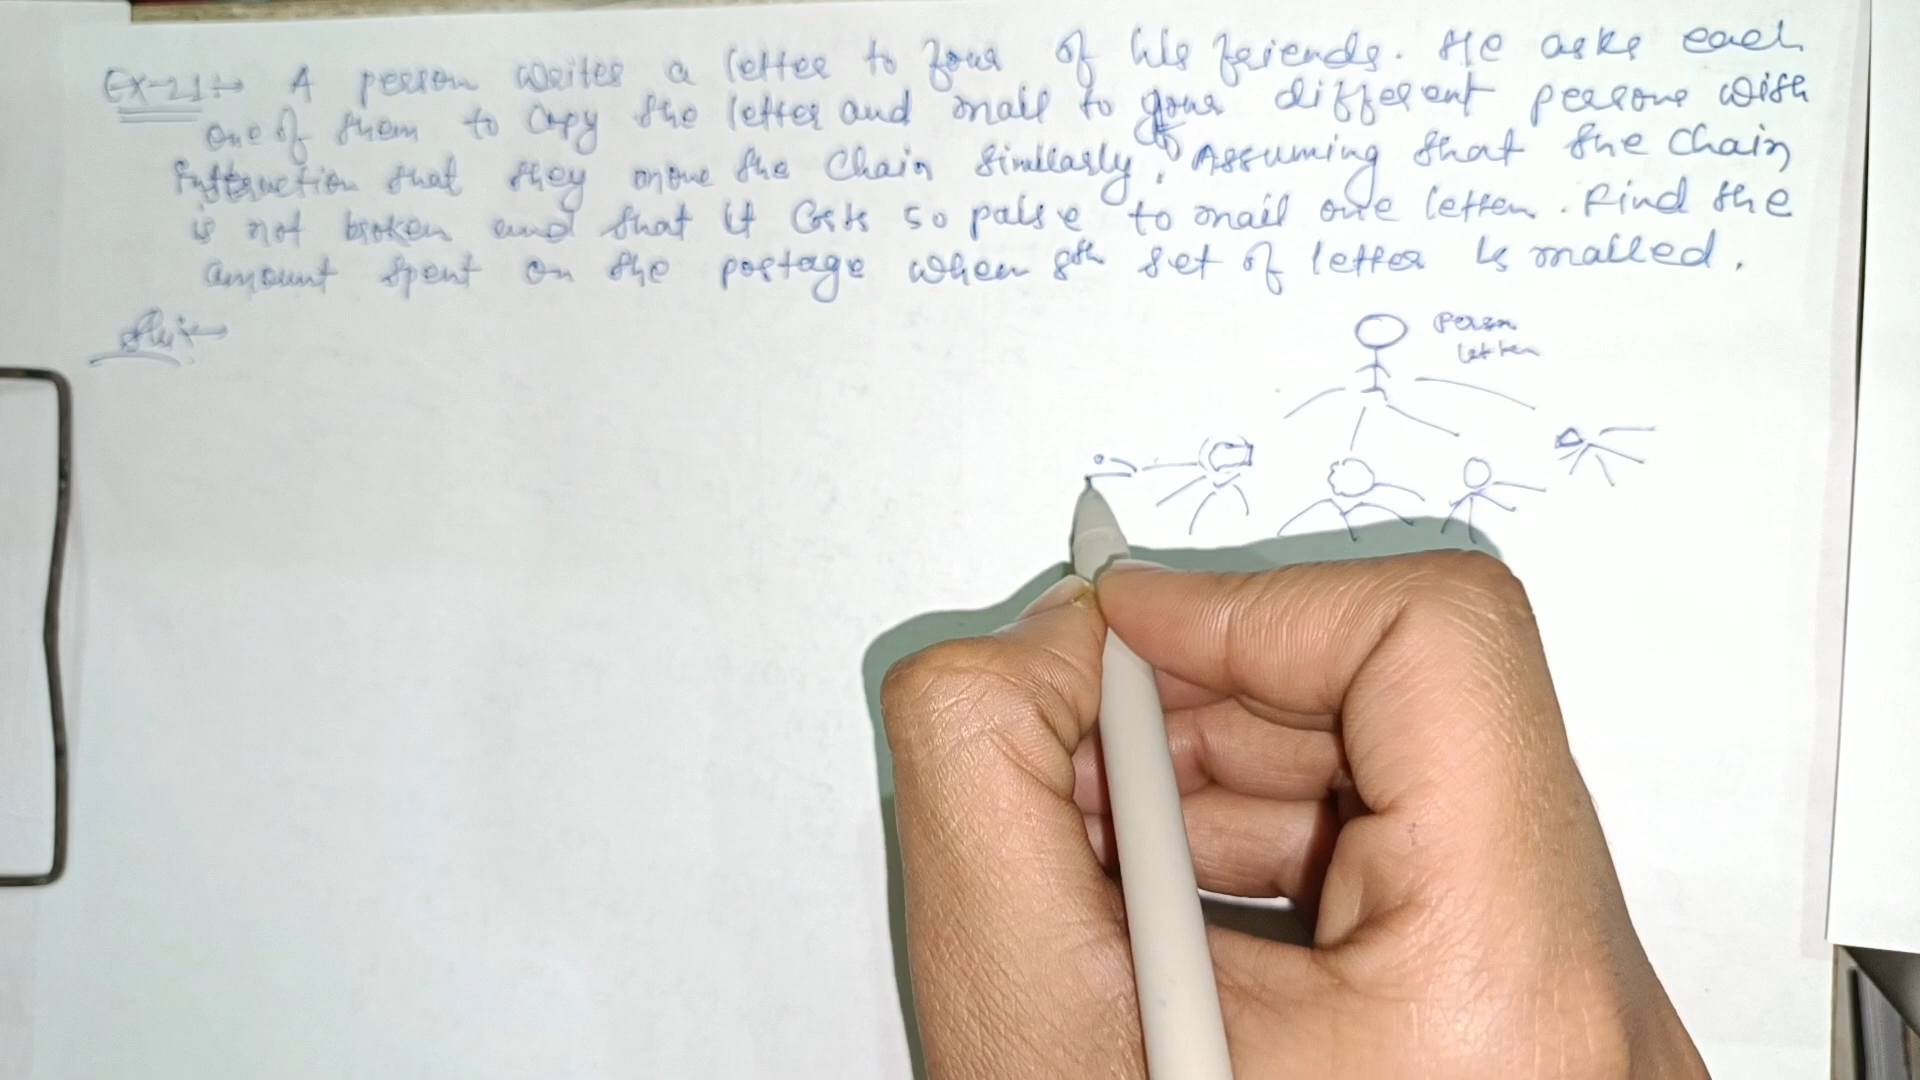 Ex-21:→ A person writes a letter to four of his friends. He asks each
one of them to copy the letter and mail to four different persons with
instruction that they move the chain similarly. Assuming that the chain
is not broken and that it costs 50 paise to mail one letter. Find the
amount spent on the postage when 8th set of letter is mailed.
Person
letter